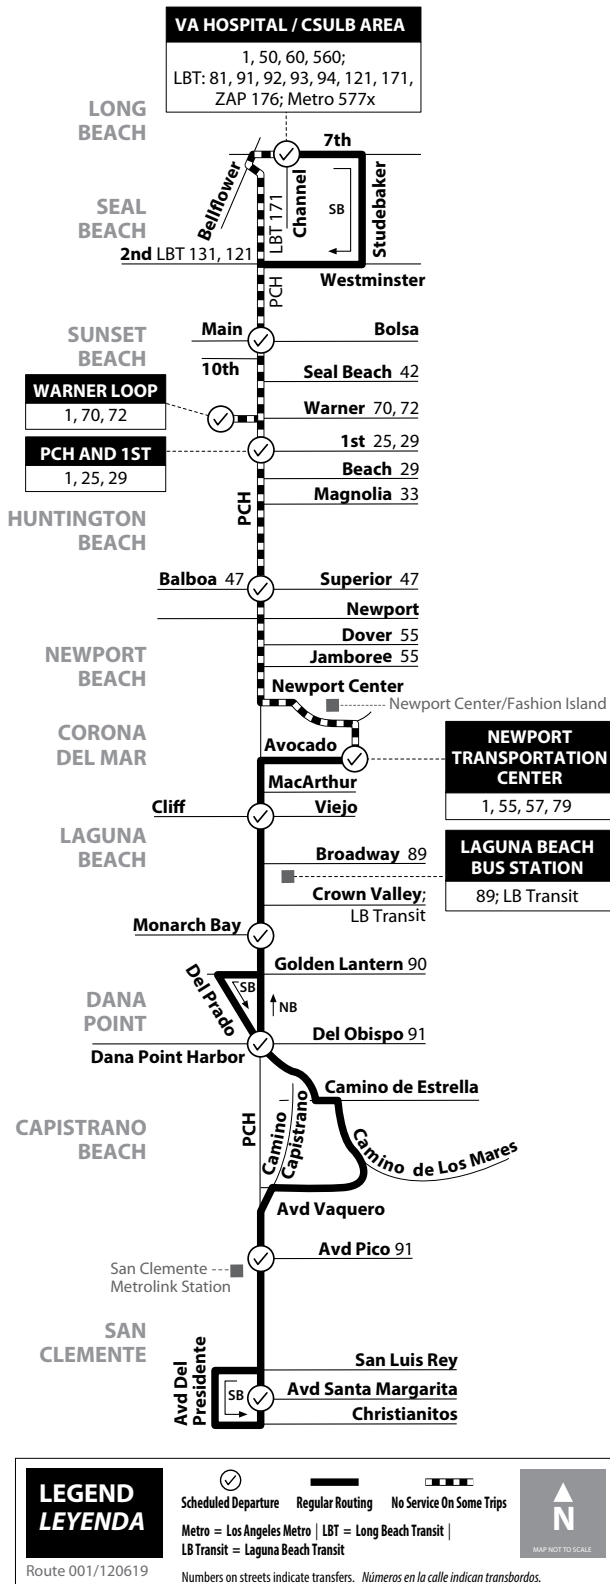 VA HOSPITAL / CSULB AREA
1, 50, 60, 560;
LBT: 81, 91, 92, 93, 94, 121, 171,
ZAP 176; Metro 577x
LONG
BEACH
7th
Bellflower
LBT 171
Channel
SB
Studebaker
SEAL
BEACH
2nd LBT 131, 121
Westminster
PCH
SUNSET
BEACH
Main
Bolsa
10th
Seal Beach 42
WARNER LOOP
1, 70, 72
Warner 70, 72
PCH AND 1ST
1, 25, 29
1st 25, 29
Beach 29
Magnolia 33
PCH
HUNTINGTON
BEACH
Balboa 47
Superior 47
Newport
Dover 55
Jamboree 55
NEWPORT
BEACH
Newport Center
Newport Center/Fashion Island
CORONA
DEL MAR
Avocado
NEWPORT
TRANSPORTATION
CENTER
1, 55, 57, 79
MacArthur
Cliff
Viejo
LAGUNA
BEACH
Broadway 89
LAGUNA BEACH
BUS STATION
89; LB Transit
Crown Valley;
LB Transit
Monarch Bay
Golden Lantern 90
Del Prado
SB
NB
DANA
POINT
Del Obispo 91
Dana Point Harbor
Camino de Estrella
PCH
Camino
Capistrano
CAPISTRANO
BEACH
Camino de Los Mares
Avd Vaquero
Avd Pico 91
San Clemente
Metrolink Station
SAN
CLEMENTE
San Luis Rey
Avd Del
Presidente
SB
Avd Santa Margarita
Christianitos
LEGEND
LEYENDA
Route 001/120619
Scheduled Departure
Regular Routing
No Service On Some Trips
Metro = Los Angeles Metro | LBT = Long Beach Transit |
LB Transit = Laguna Beach Transit
Numbers on streets indicate transfers. Números en la calle indican transbordos.
N
MAP NOT TO SCALE